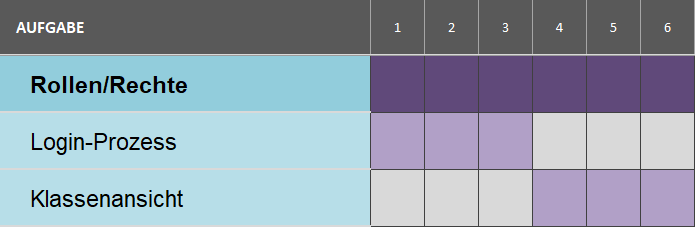 AUFGABE 1 2 3 4 5 6
Rollen/Rechte
Login-Prozess
Klassenansicht